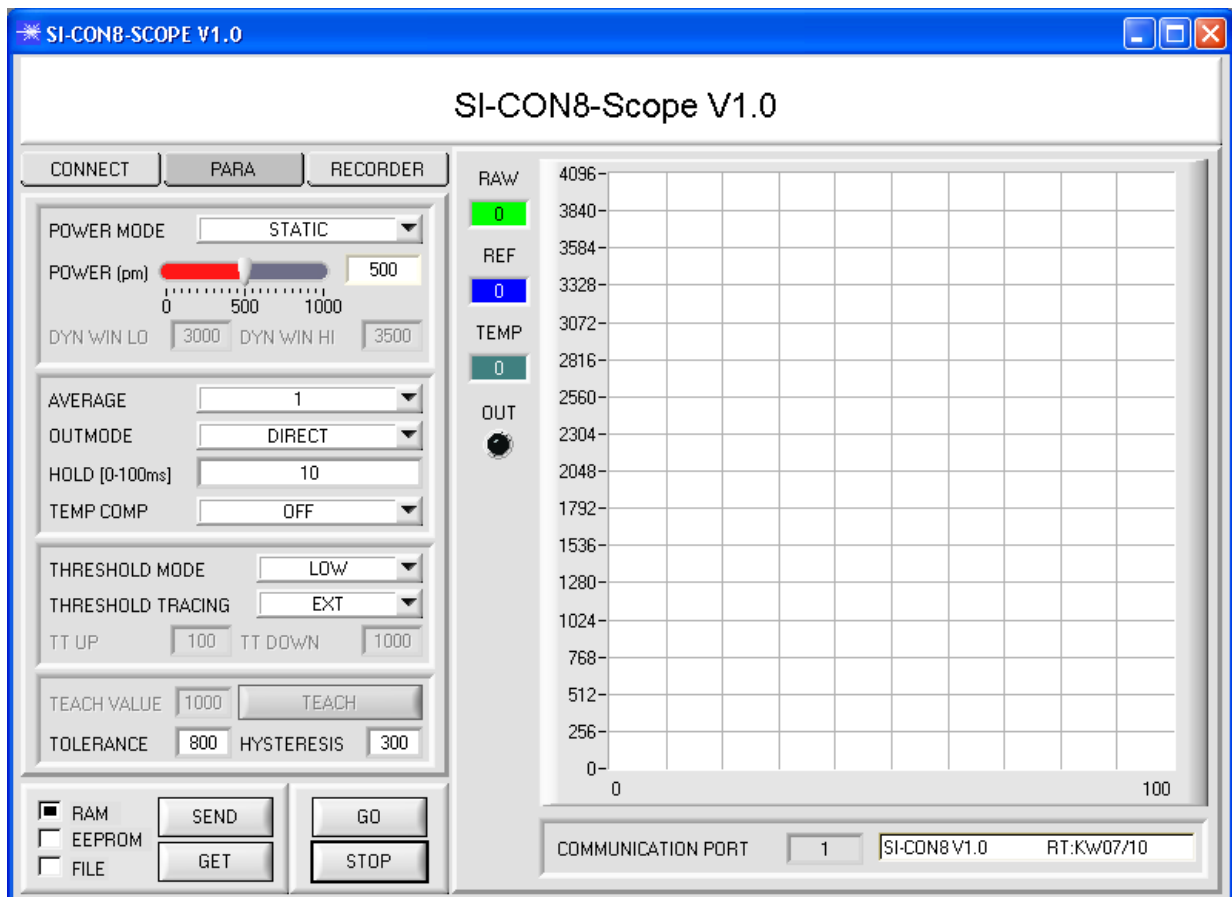 SI-CON8-SCOPE V1.0
SI-CON8-Scope V1.0
CONNECT PARA RECORDER
POWER MODE STATIC
POWER (pm) 500
0 500 1000
DYN WIN LO 3000 DYN WIN HI 3500
AVERAGE 1
OUTMODE DIRECT
HOLD [0-100ms] 10
TEMP COMP OFF
THRESHOLD MODE LOW
THRESHOLD TRACING EXT
TT UP 100 TT DOWN 1000
TEACH VALUE 1000 TEACH
TOLERANCE 800 HYSTERESIS 300
RAM
EEPROM
FILE
SEND
GET
GO
STOP
RAW
0
REF
0
TEMP
0
OUT
4096
3840
3584
3328
3072
2816
2560
2304
2048
1792
1536
1280
1024
768
512
256
0
0 100
COMMUNICATION PORT 1 SI-CON8 V1.0 RT:KW07/10